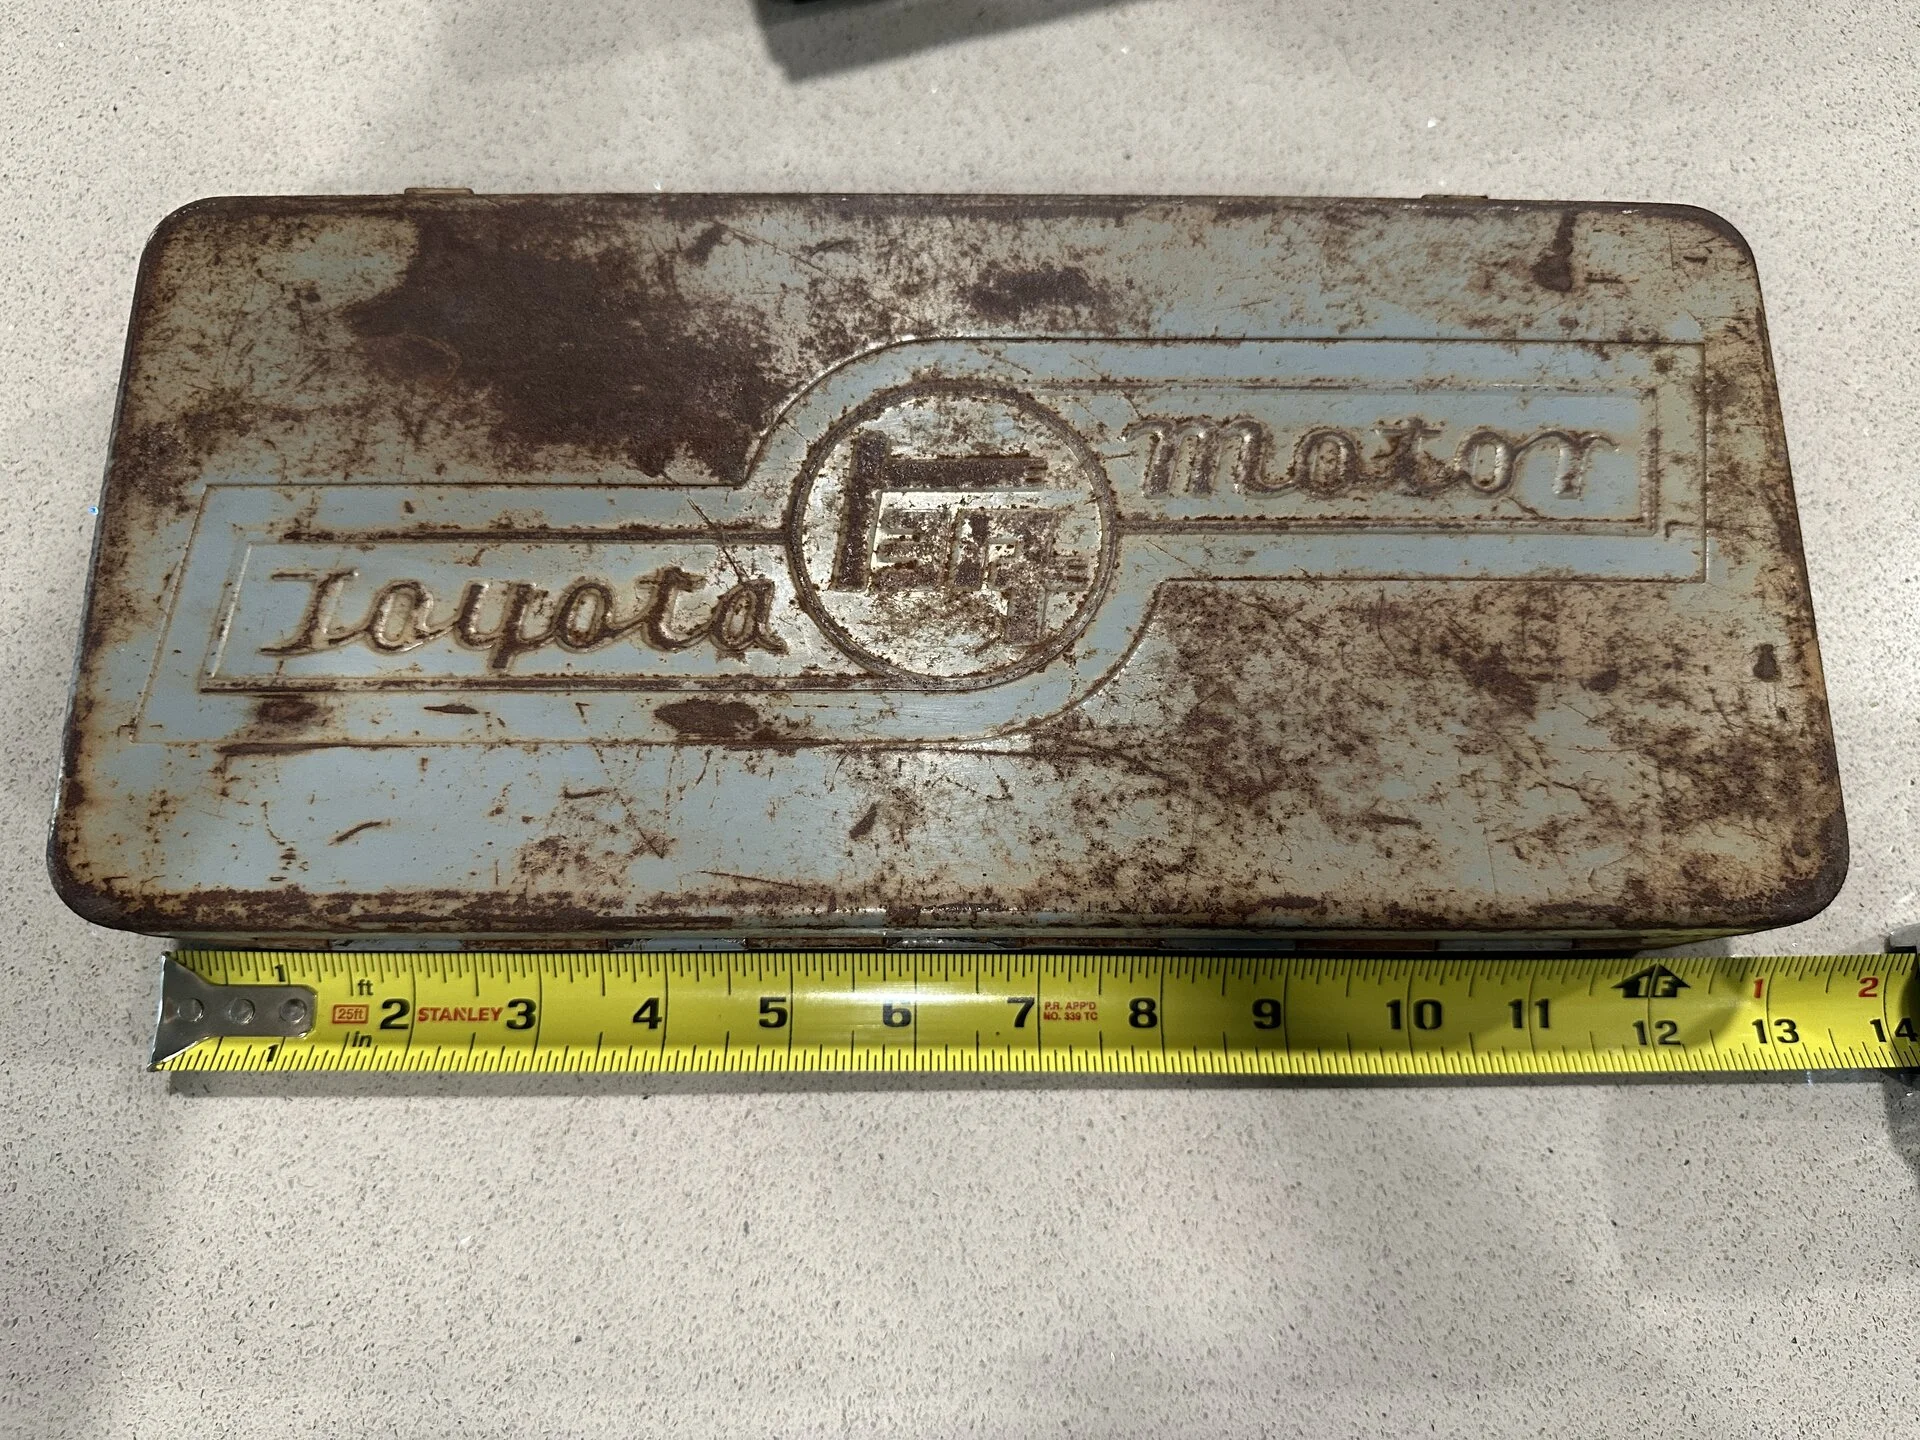 Motor
TEQ
Toyota
1 ft 1 2
25ft 2 STANLEY 3 4 5 6 7 P.R. APP'D NO. 339 TC 8 9 10 11 1F 12 13 14
1 in